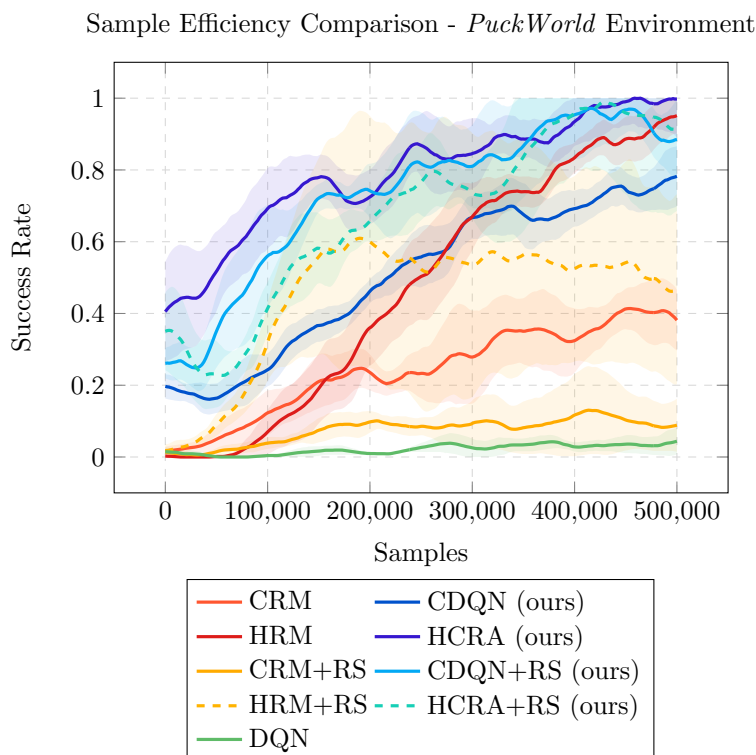 Sample Efficiency Comparison - PuckWorld Environment
1
0.8
0.6
0.4
0.2
0
Success Rate
0 100,000 200,000 300,000 400,000 500,000
Samples
CRM CDQN (ours)
HRM HCRA (ours)
CRM+RS CDQN+RS (ours)
HRM+RS HCRA+RS (ours)
DQN